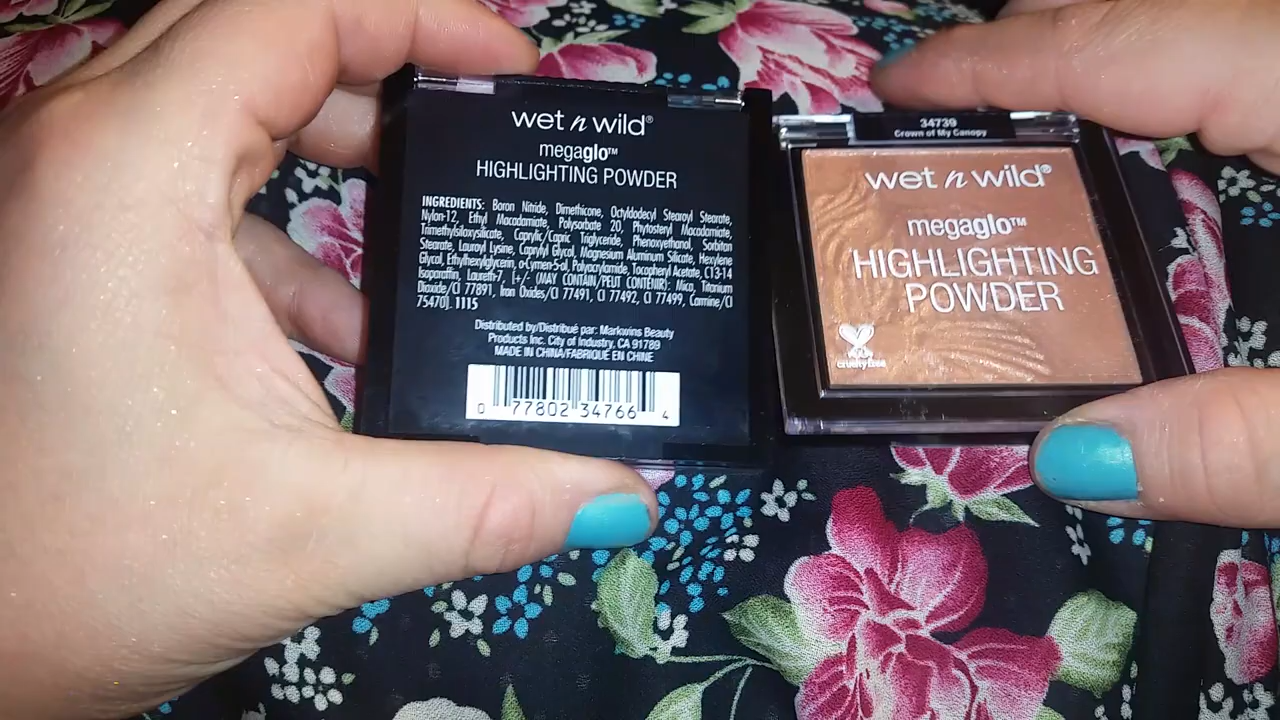 wet n wild®
megaglo™
HIGHLIGHTING POWDER
INGREDIENTS: Boron Nitride, Dimethicone, Octyldodecyl Stearoyl Stearate,
Nylon-12, Ethyl Macadamiate, Polysorbate 20, Phytosteryl Macadamiate,
Trimethylsiloxysilicate, Caprylic/Capric Triglyceride, Phenoxyethanol, Sorbitan
Stearate, Lauroyl Lysine, Caprylyl Glycol, Magnesium Aluminum Silicate, Hexylene
Glycol, Ethylhexylglycerin, o-Cymen-5-ol, Polyacrylamide, Tocopheryl Acetate, C13-14
Isoparaffin, Laureth-7, [+/- (MAY CONTAIN/PEUT CONTENIR): Mica, Titanium
Dioxide/CI 77891, Iron Oxides/CI 77491, CI 77492, CI 77499, Carmine/CI
75470]. 1115
Distributed by/Distribué par: Markwins Beauty
Products Inc. City of Industry, CA 91789
MADE IN CHINA/FABRIQUÉ EN CHINE
0 77802 34766 4
34739
Crown of My Canopy
wet n wild®
megaglo™
HIGHLIGHTING
POWDER
cruelty free